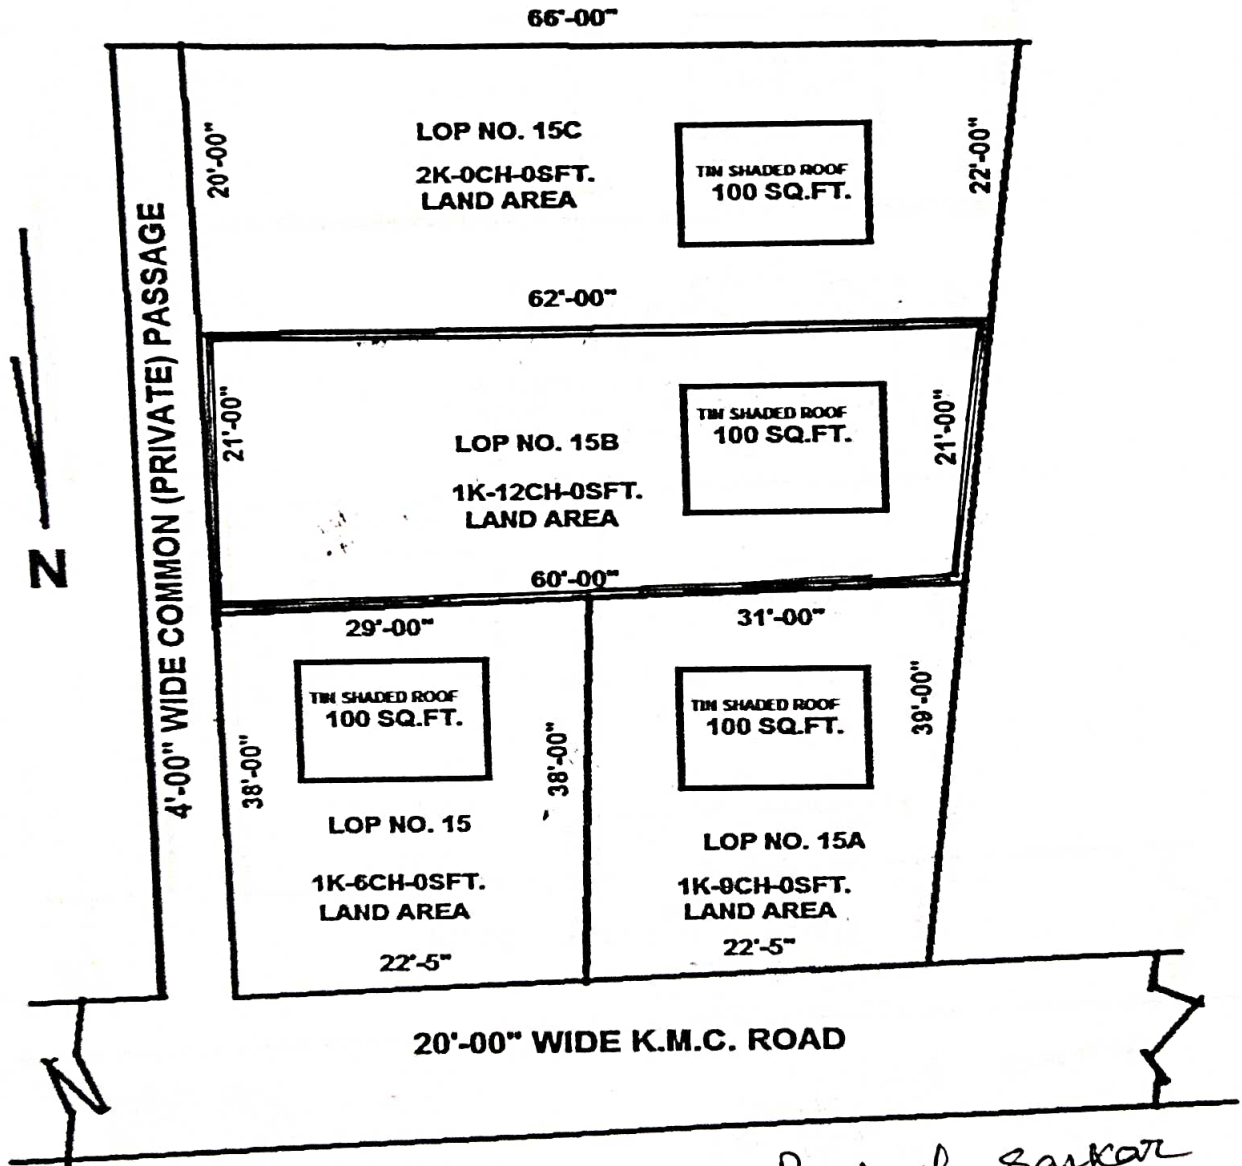 66'-00"
LOP NO. 15C
2K-0CH-0SFT.
LAND AREA
TIN SHADED ROOF
100 SQ.FT.
20'-00"
22'-00"
62'-00"
4'-00" WIDE COMMON (PRIVATE) PASSAGE
N
21'-00"
LOP NO. 15B
1K-12CH-0SFT.
LAND AREA
TIN SHADED ROOF
100 SQ.FT.
21'-00"
60'-00"
29'-00"
31'-00"
TIN SHADED ROOF
100 SQ.FT.
38'-00"
38'-00"
LOP NO. 15
1K-6CH-0SFT.
LAND AREA
22'-5"
TIN SHADED ROOF
100 SQ.FT.
39'-00"
LOP NO. 15A
1K-9CH-0SFT.
LAND AREA
22'-5"
20'-00" WIDE K.M.C. ROAD
Sarkar